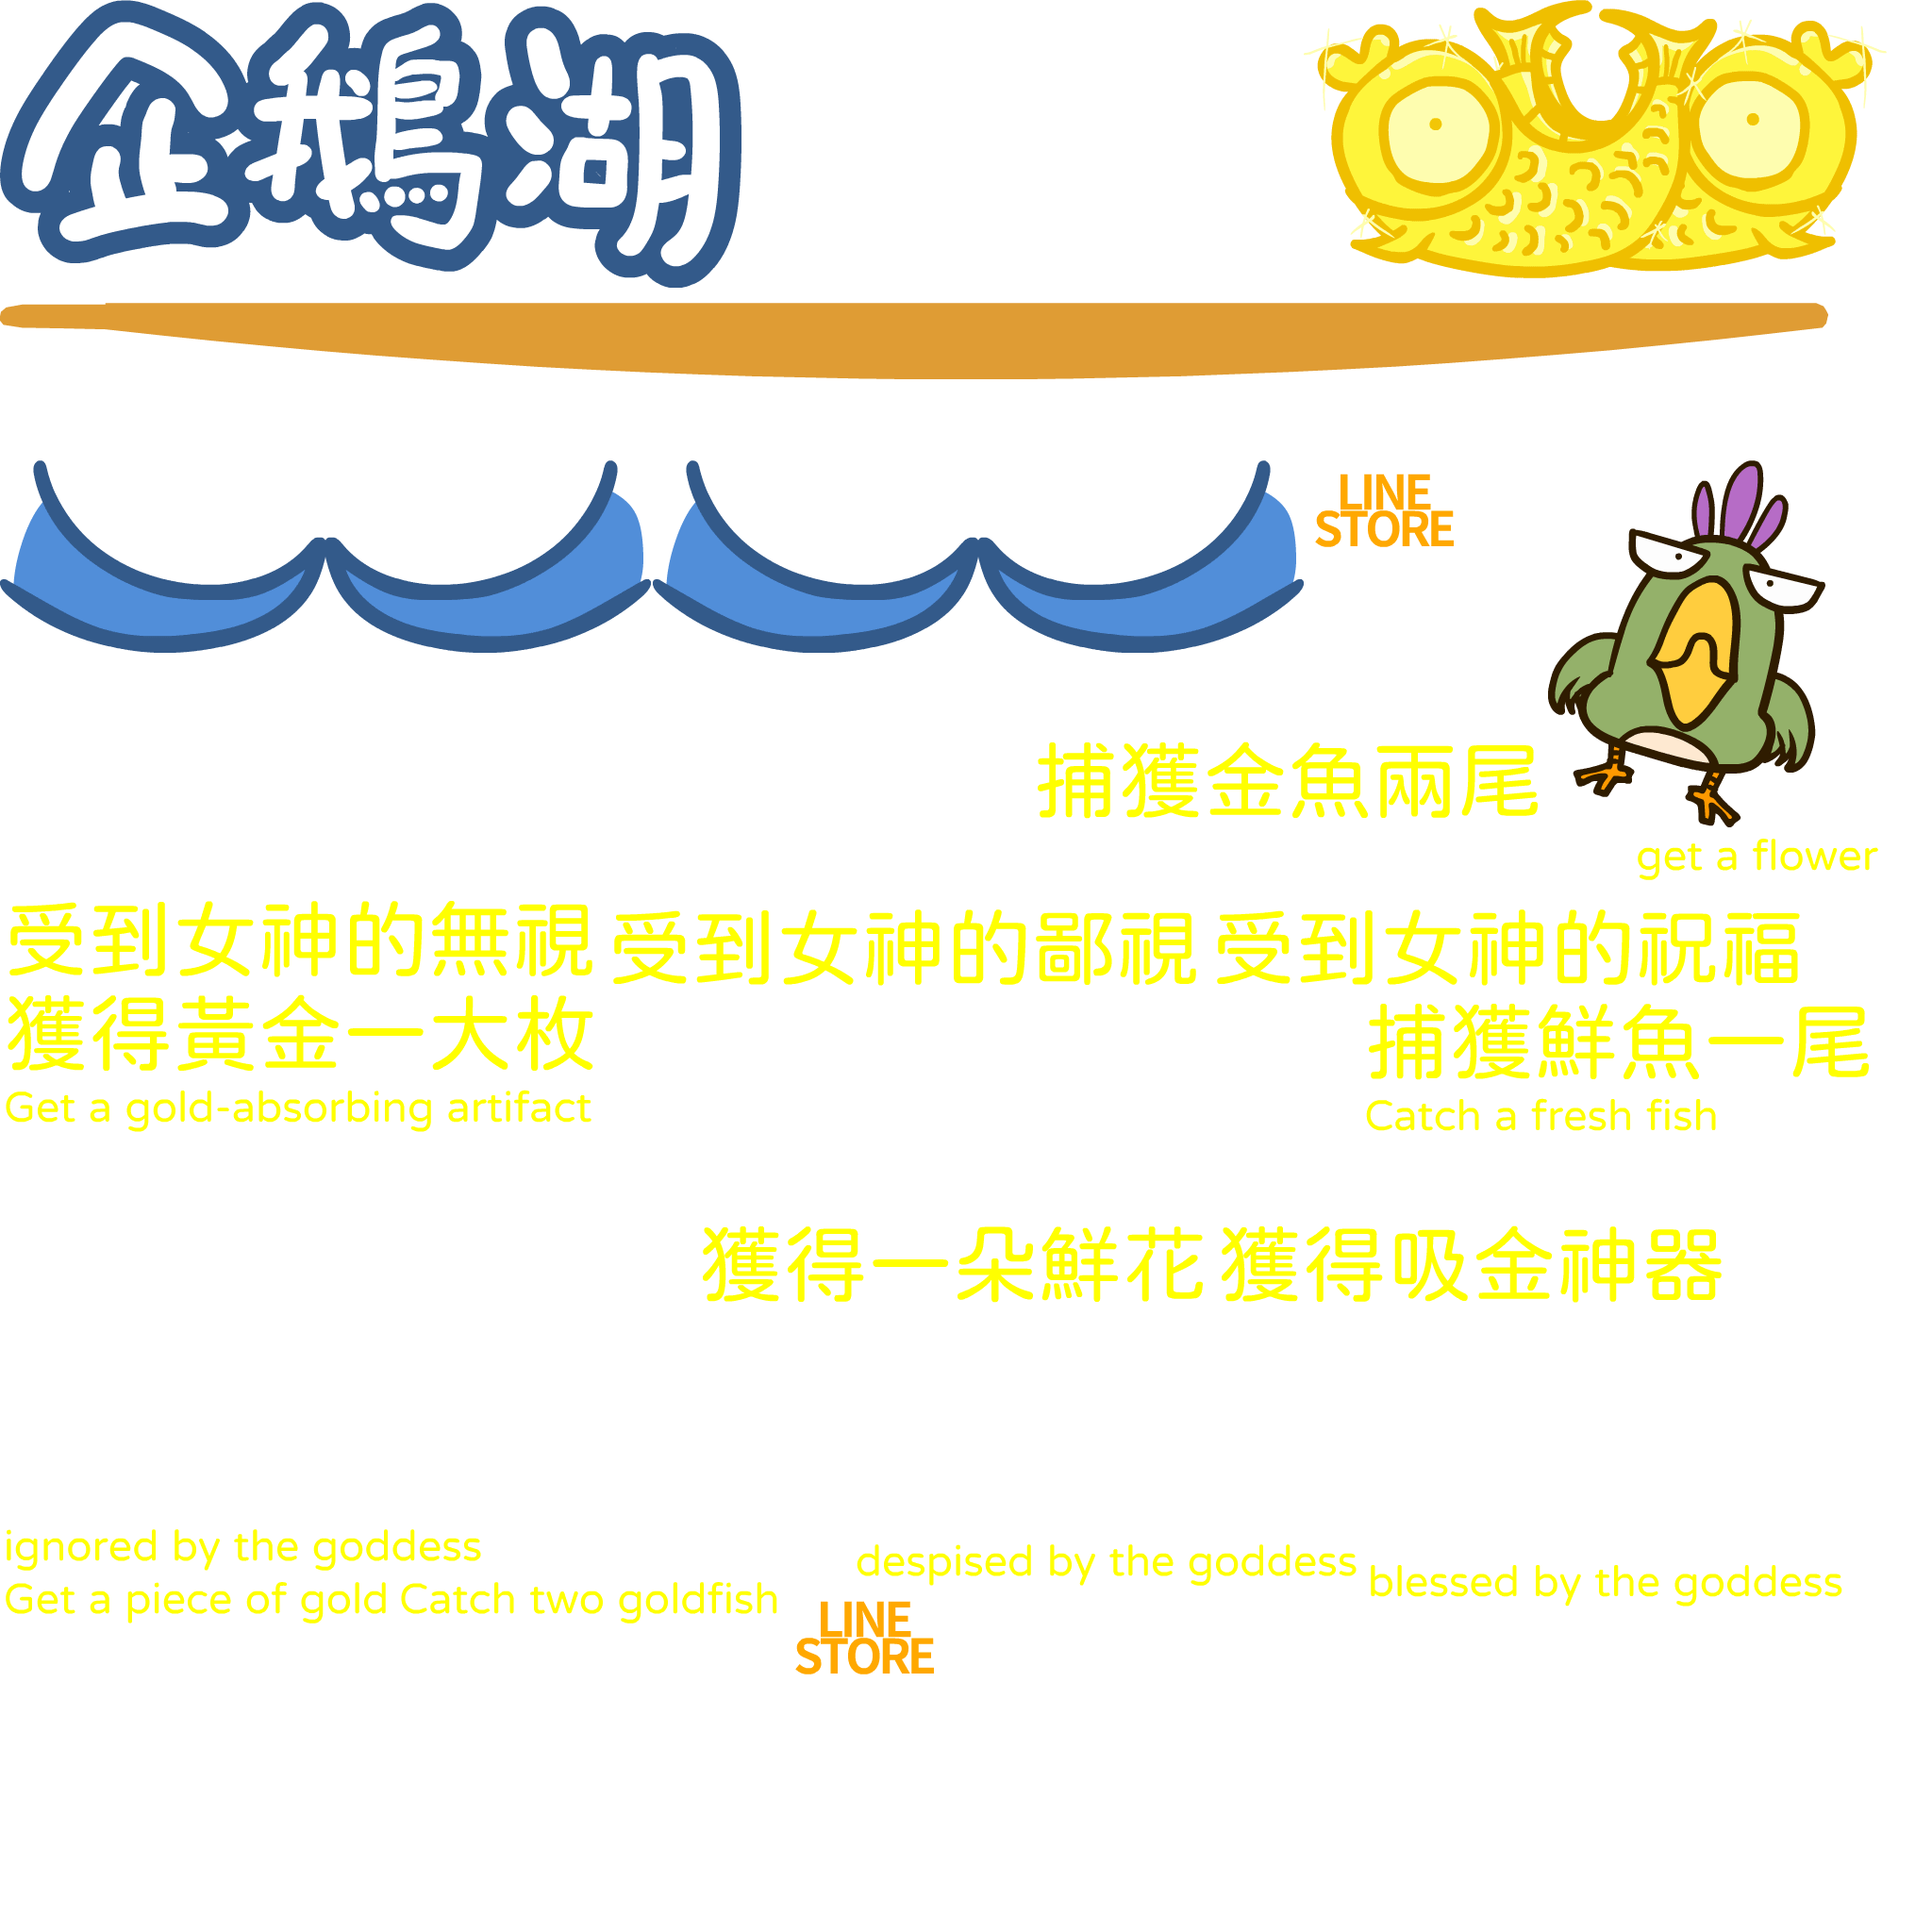 金鵝湖
LINE
STORE
捕獲金魚兩尾
get a flower
受到女神的無視
受到女神的鄙視
受到女神的祝福
獲得黃金一大枚
捕獲鮮魚一尾
Get a gold-absorbing artifact
Catch a fresh fish
獲得一朵鮮花
獲得吸金神器
ignored by the goddess
despised by the goddess
blessed by the goddess
Get a piece of gold
Catch two goldfish
LINE
STORE